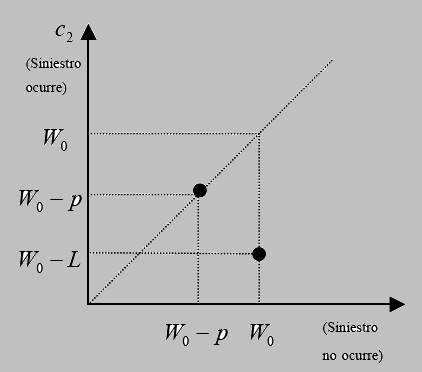 c₂
(Siniestro
ocurre)
W₀
W₀ − p
W₀ − L
W₀ − p W₀
(Siniestro
no ocurre)